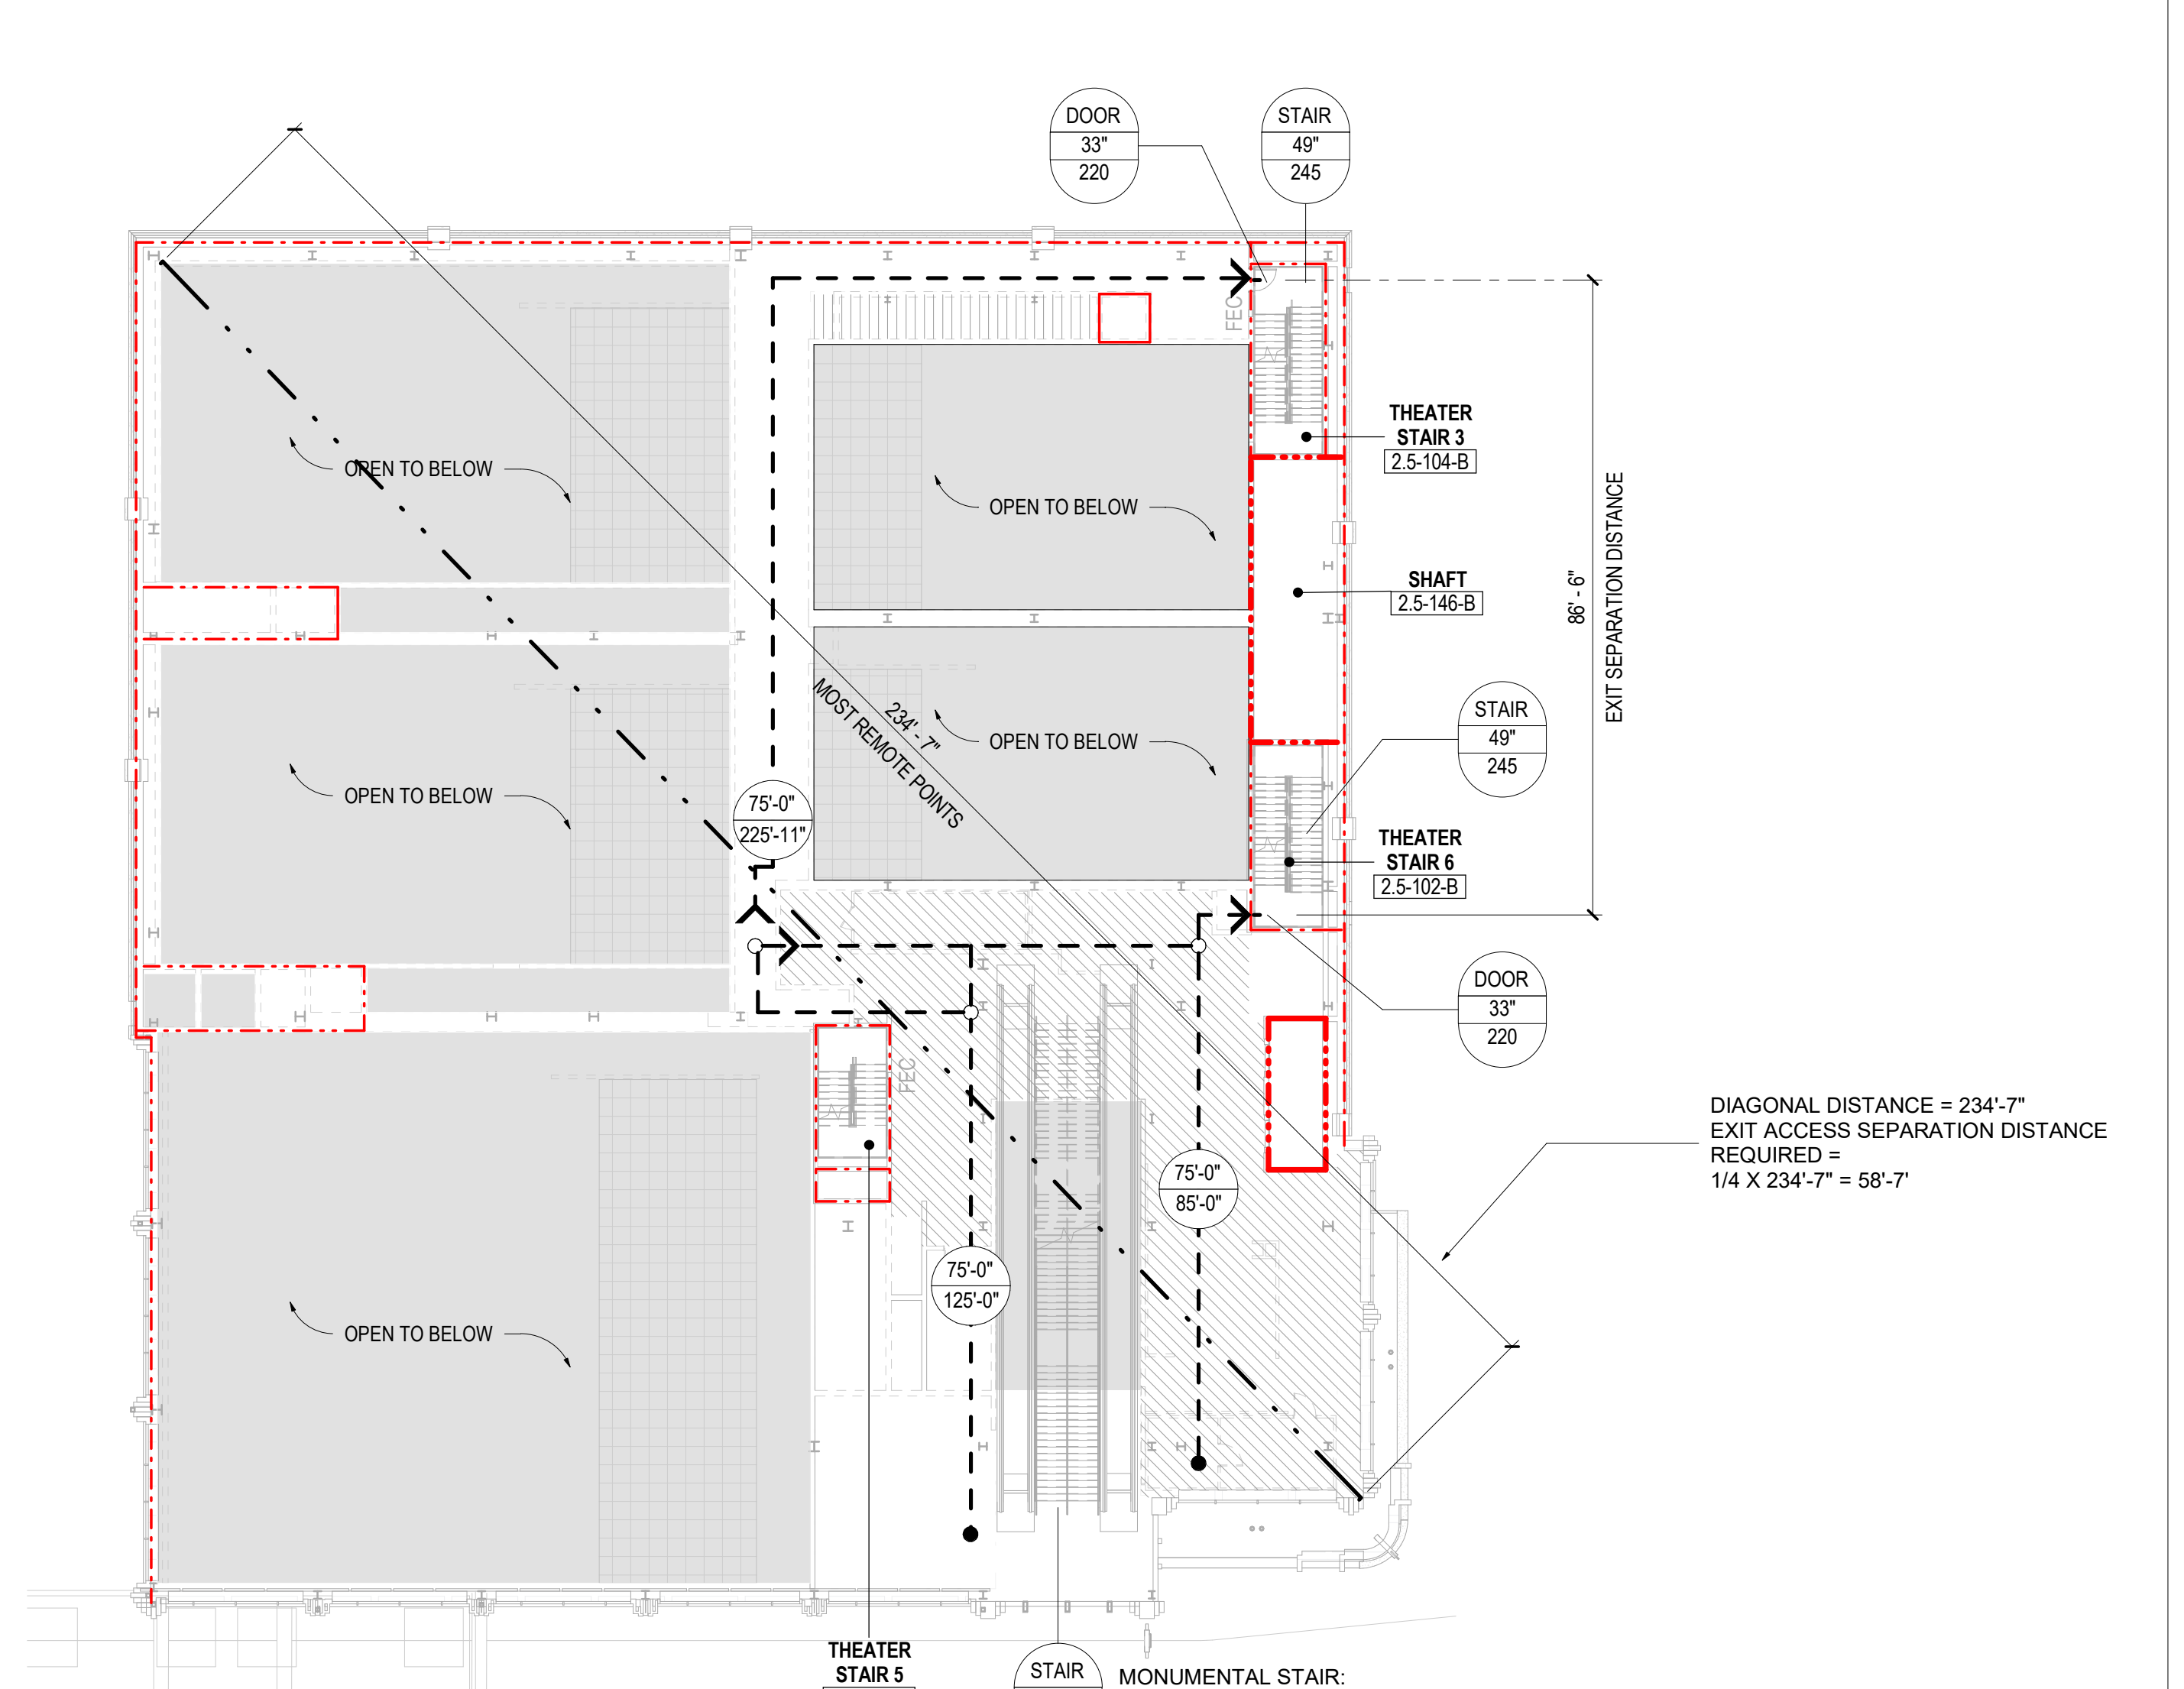 DOOR
33"
220
STAIR
49"
245
FEC
THEATER
STAIR 3
2.5-104-B
OPEN TO BELOW
OPEN TO BELOW
EXIT SEPARATION DISTANCE
86' - 6"
SHAFT
2.5-146-B
234' - 7"
MOST REMOTE POINTS
STAIR
49"
245
OPEN TO BELOW
OPEN TO BELOW
75'-0"
225'-11"
THEATER
STAIR 6
2.5-102-B
DOOR
33"
220
FEC
DIAGONAL DISTANCE = 234'-7"
EXIT ACCESS SEPARATION DISTANCE
REQUIRED =
1/4 X 234'-7" = 58'-7'
75'-0"
85'-0"
75'-0"
125'-0"
OPEN TO BELOW
THEATER
STAIR 5
STAIR
MONUMENTAL STAIR: